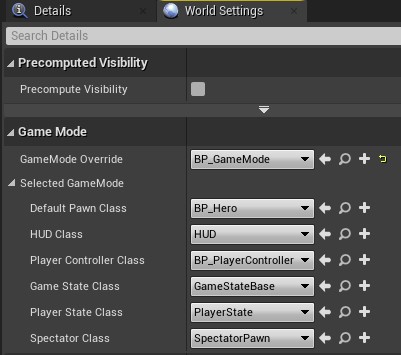 Details
World Settings
Search Details
Precomputed Visibility
Precompute Visibility
Game Mode
GameMode Override BP_GameMode
Selected GameMode
Default Pawn Class BP_Hero
HUD Class HUD
Player Controller Class BP_PlayerController
Game State Class GameStateBase
Player State Class PlayerState
Spectator Class SpectatorPawn